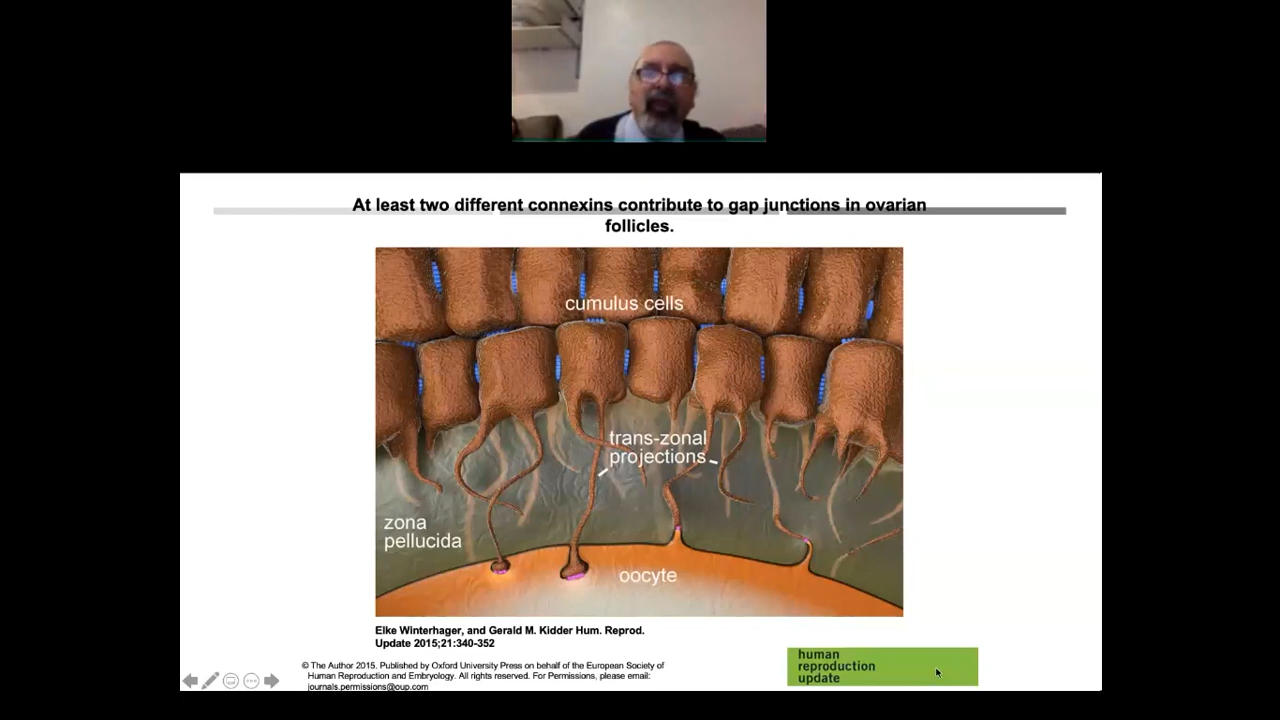 At least two different connexins contribute to gap junctions in ovarian
follicles.
cumulus cells
trans-zonal
projections
zona
pellucida
oocyte
Elke Winterhager, and Gerald M. Kidder Hum. Reprod.
Update 2015;21:340-352
© The Author 2015. Published by Oxford University Press on behalf of the European Society of
Human Reproduction and Embryology. All rights reserved. For Permissions, please email:
journals.permissions@oup.com
human
reproduction
update